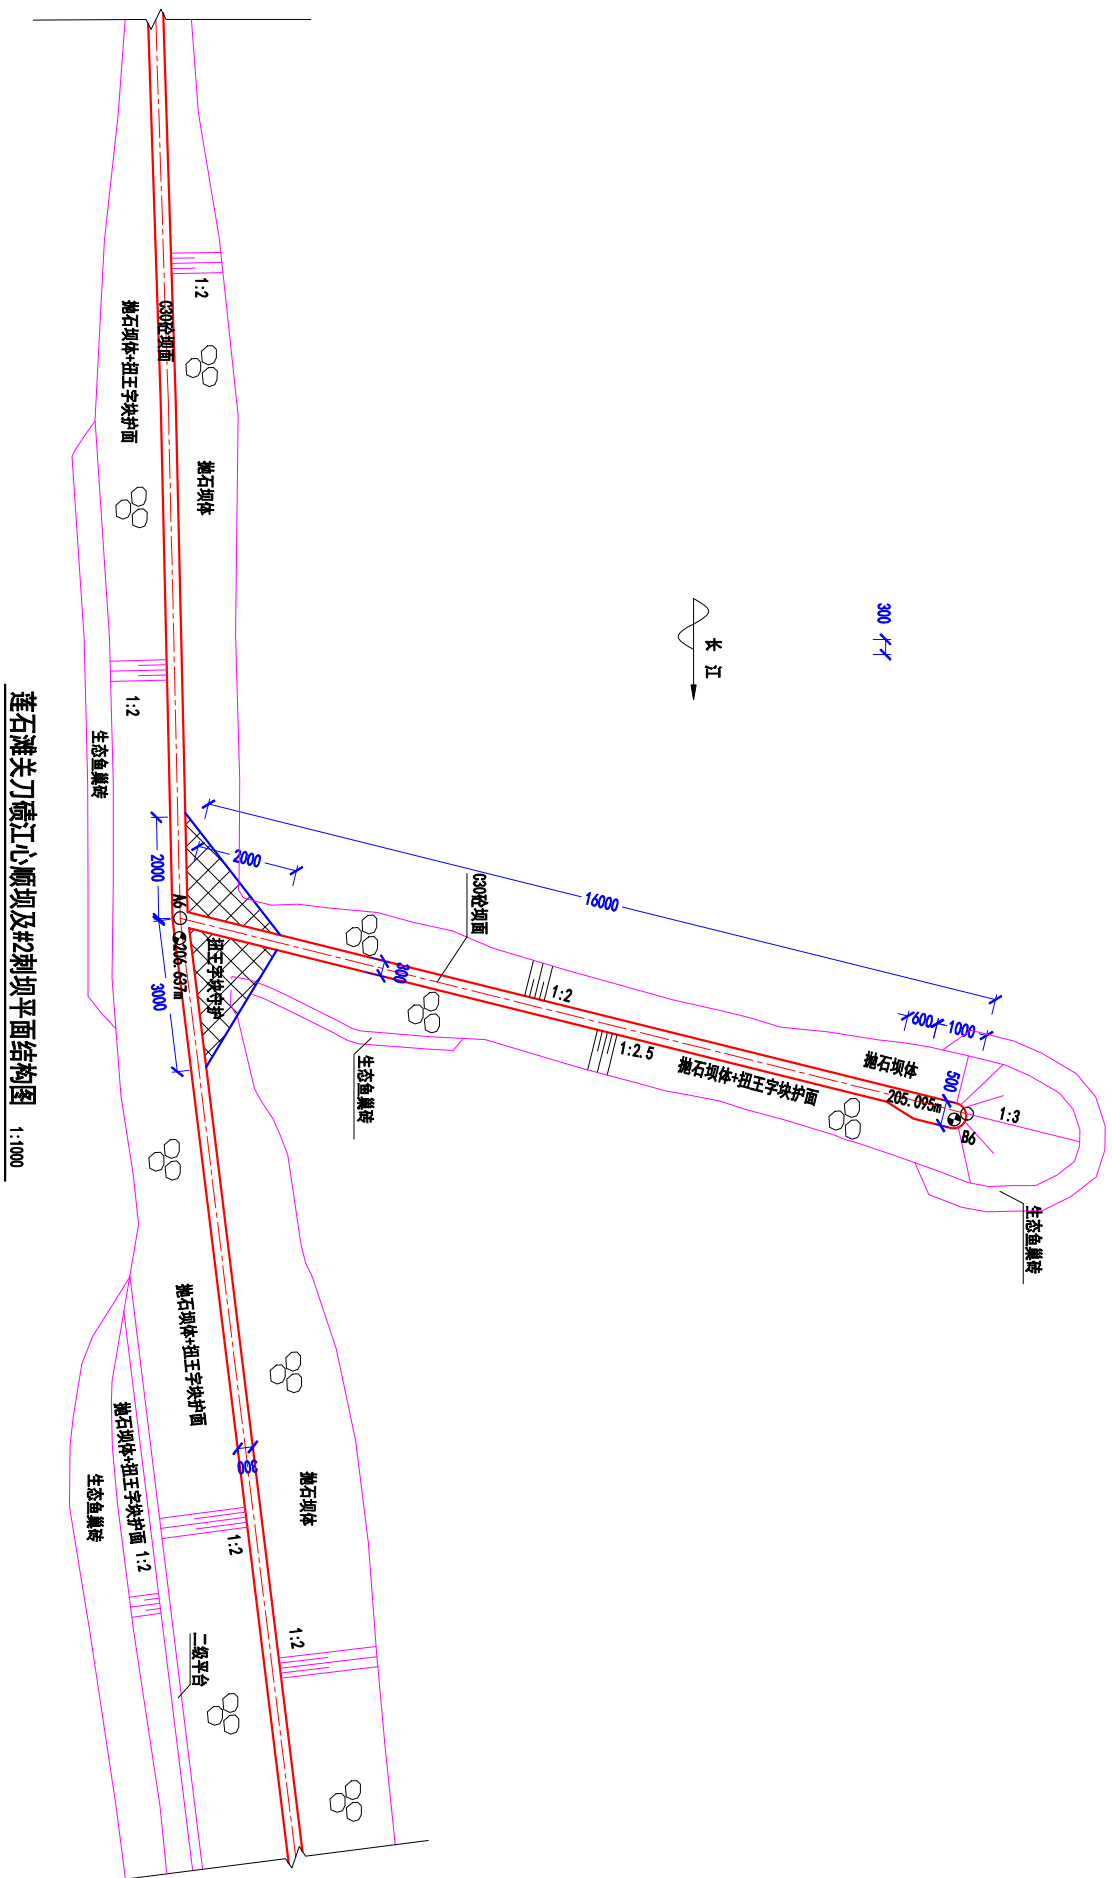 1:2
C30砼坝面
抛石坝体+扭王字块护面
抛石坝体
1:2
生态鱼巢砖
长 江
300
2000
2000
3000
A6
206.637m
扭王字块守护
16000
C30砼坝面
300
1:2
1:2.5
抛石坝体+扭王字块护面
生态鱼巢砖
抛石坝体
600
1000
500
205.095m
B6
1:3
生态鱼巢砖
抛石坝体+扭王字块护面
300
抛石坝体
1:2
抛石坝体+扭王字块护面
1:2
生态鱼巢砖
1:2
二级平台
莲石滩关刀碛江心顺坝及#2刺坝平面结构图 1:1000